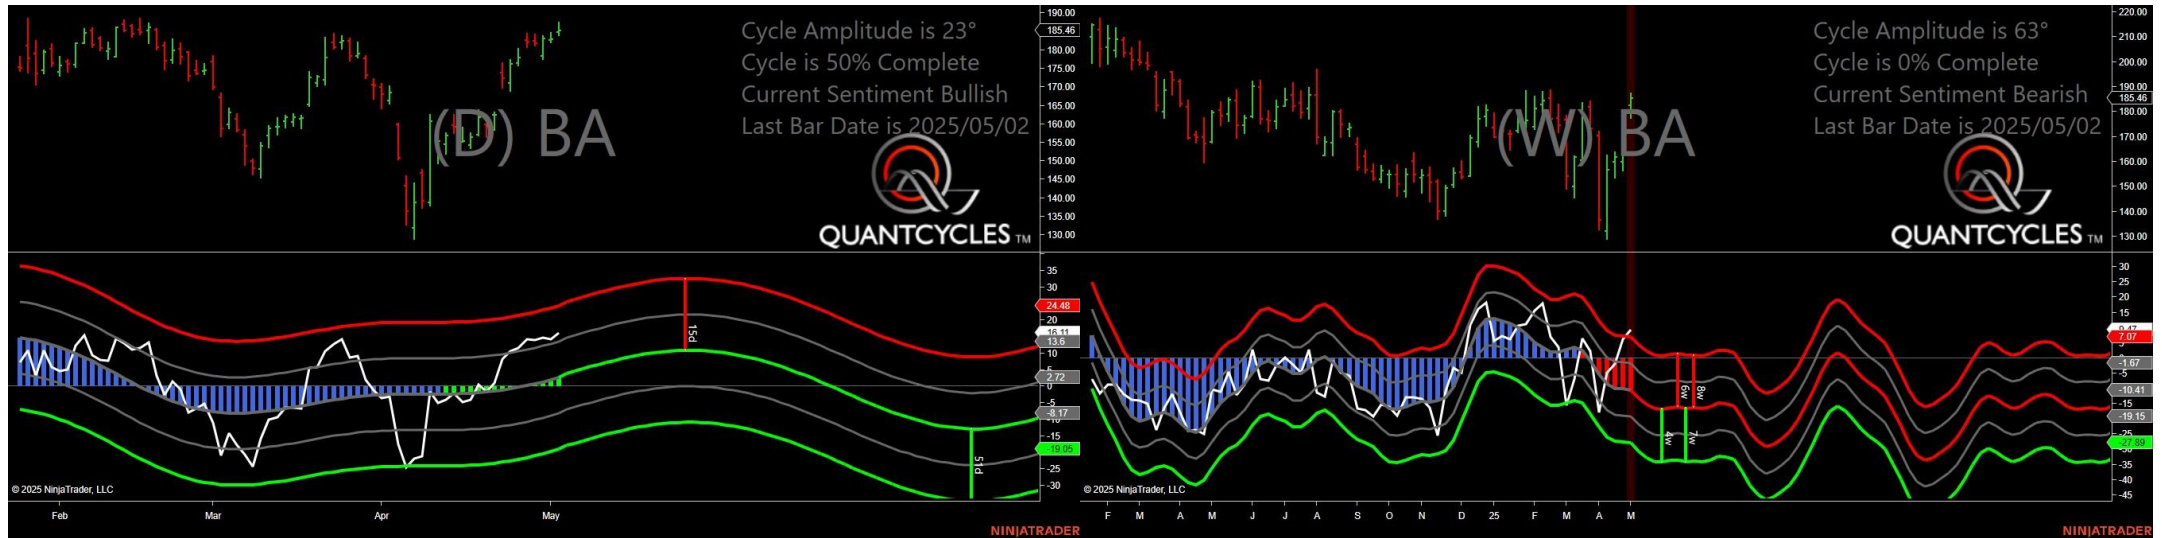 Cycle Amplitude is 23°
Cycle is 50% Complete
Current Sentiment Bullish
Last Bar Date is 2025/05/02
(D) BA
QUANTCYCLES TM
190.00
185.46
180.00
175.00
170.00
165.00
160.00
155.00
150.00
145.00
140.00
135.00
130.00
35
30
24.48
20
16.11
13.6
10
5
2.72
0
-5
-8.17
-10
-15
-19.05
-25
-30
15d
51d
© 2025 NinjaTrader, LLC
Feb
Mar
Apr
May
NINJATRADER
Cycle Amplitude is 63°
Cycle is 0% Complete
Current Sentiment Bearish
Last Bar Date is 2025/05/02
(W) BA
QUANTCYCLES TM
220.00
210.00
200.00
190.00
185.46
180.00
170.00
160.00
150.00
140.00
130.00
30
25
20
15
9.47
7.07
-1.67
-5
-10.41
-15
-19.15
-25
-27.89
-35
-40
-45
6w
8w
4w
7w
© 2025 NinjaTrader, LLC
F M A M J J A S O N D 25 F M A M
NINJATRADER